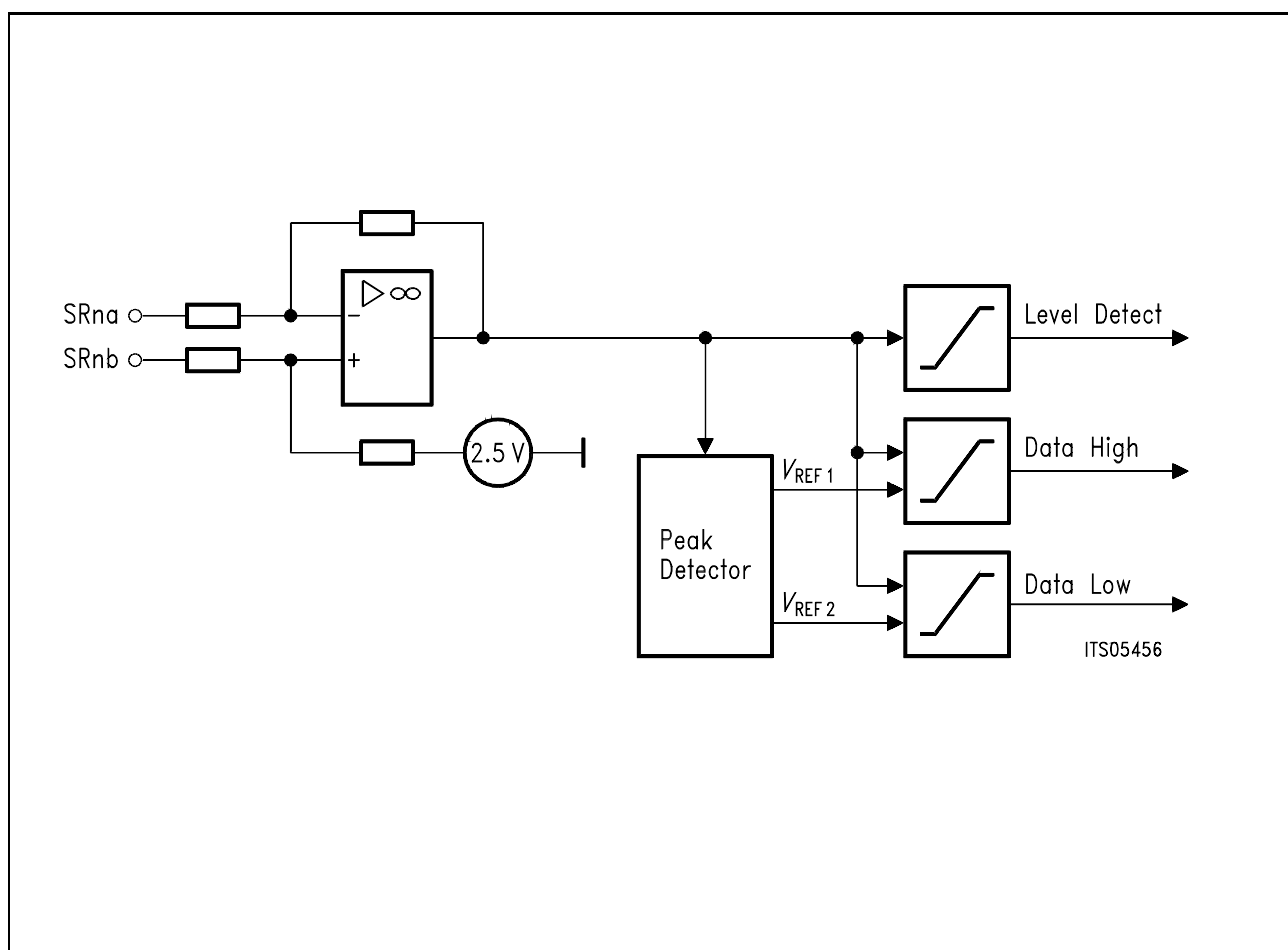 SRna
SRnb
▷ ∞
−
+
2.5 V
Peak
Detector
VREF 1
VREF 2
Level Detect
Data High
Data Low
ITS05456